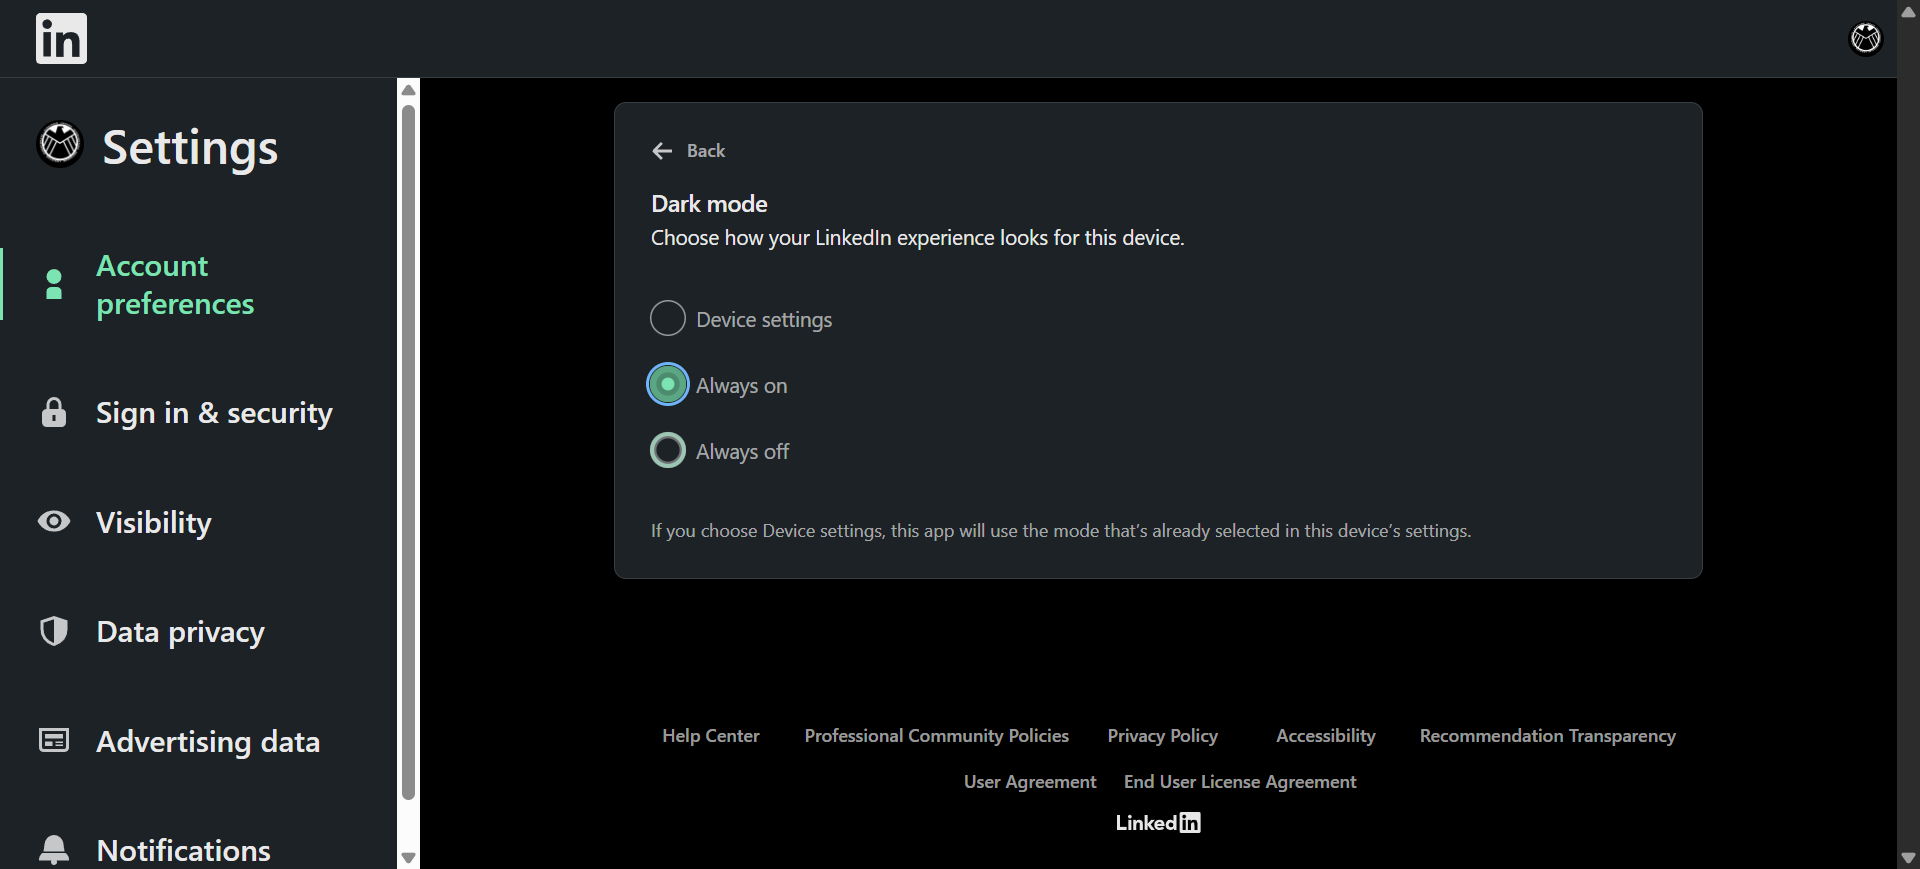 in
Settings
Account
preferences
Sign in & security
Visibility
Data privacy
Advertising data
Notifications
Back
Dark mode
Choose how your LinkedIn experience looks for this device.
Device settings
Always on
Always off
If you choose Device settings, this app will use the mode that’s already selected in this device’s settings.
Help Center Professional Community Policies Privacy Policy Accessibility Recommendation Transparency
User Agreement End User License Agreement
Linked in